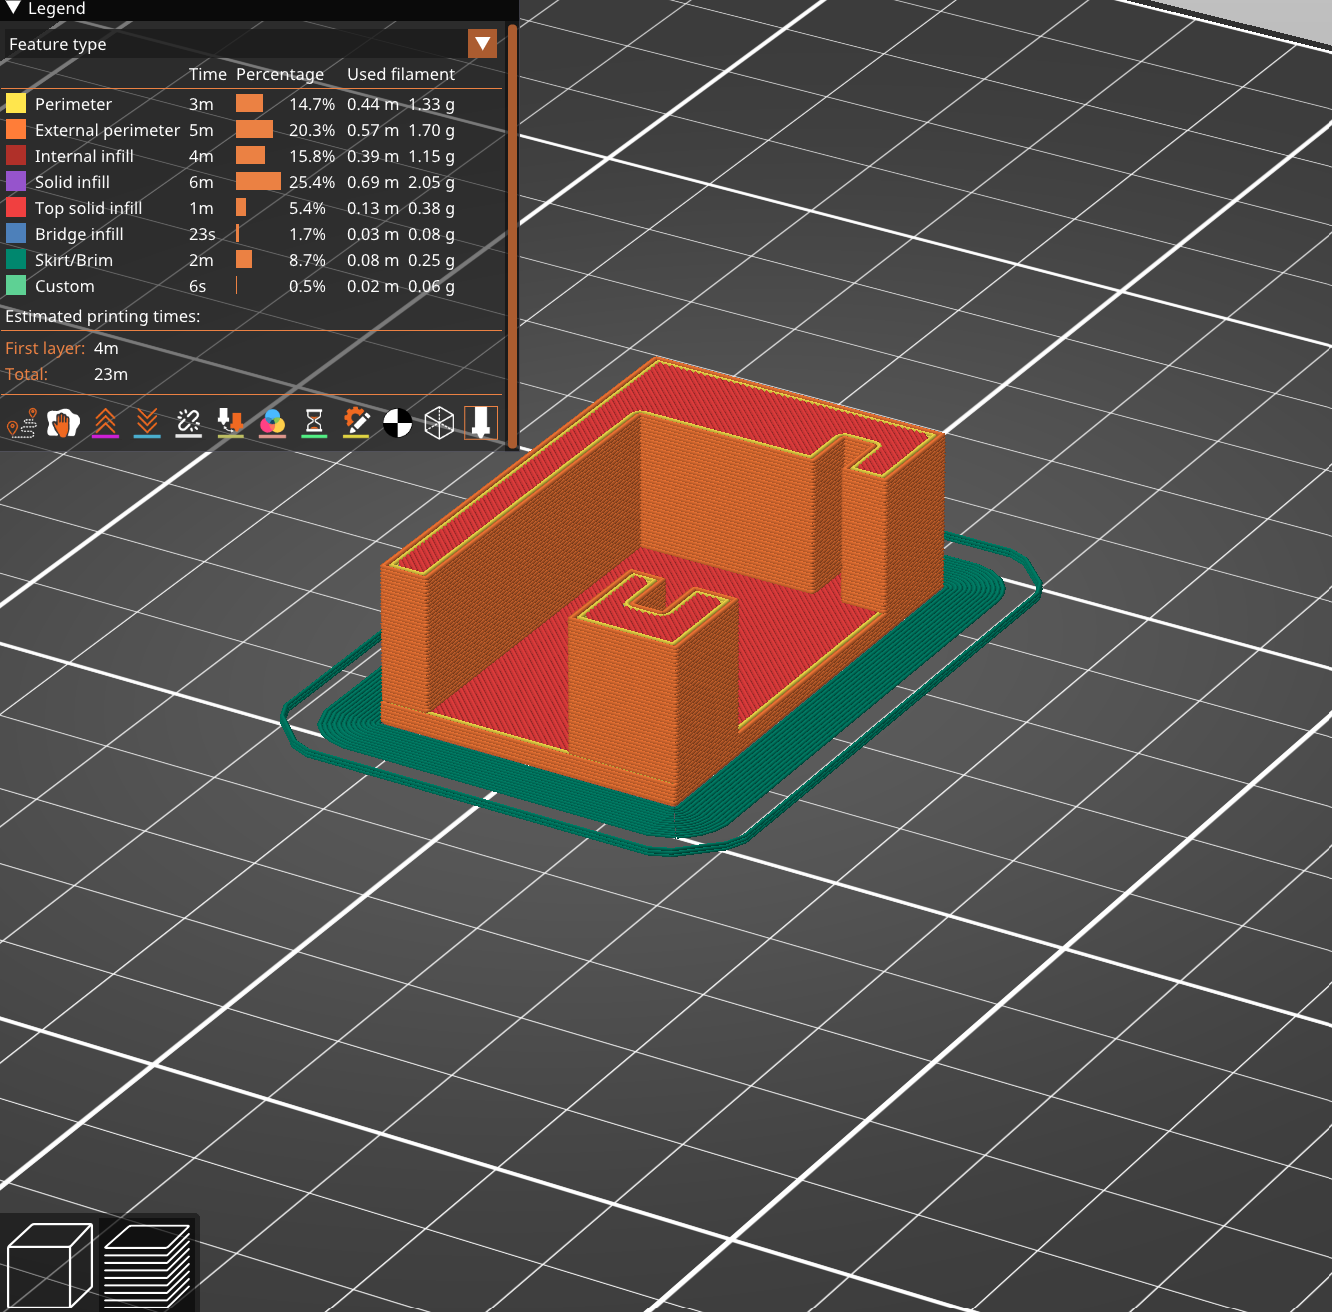 Legend
Feature type
Time Percentage Used filament
Perimeter 3m 14.7% 0.44 m 1.33 g
External perimeter 5m 20.3% 0.57 m 1.70 g
Internal infill 4m 15.8% 0.39 m 1.15 g
Solid infill 6m 25.4% 0.69 m 2.05 g
Top solid infill 1m 5.4% 0.13 m 0.38 g
Bridge infill 23s 1.7% 0.03 m 0.08 g
Skirt/Brim 2m 8.7% 0.08 m 0.25 g
Custom 6s 0.5% 0.02 m 0.06 g
Estimated printing times:
First layer: 4m
Total: 23m